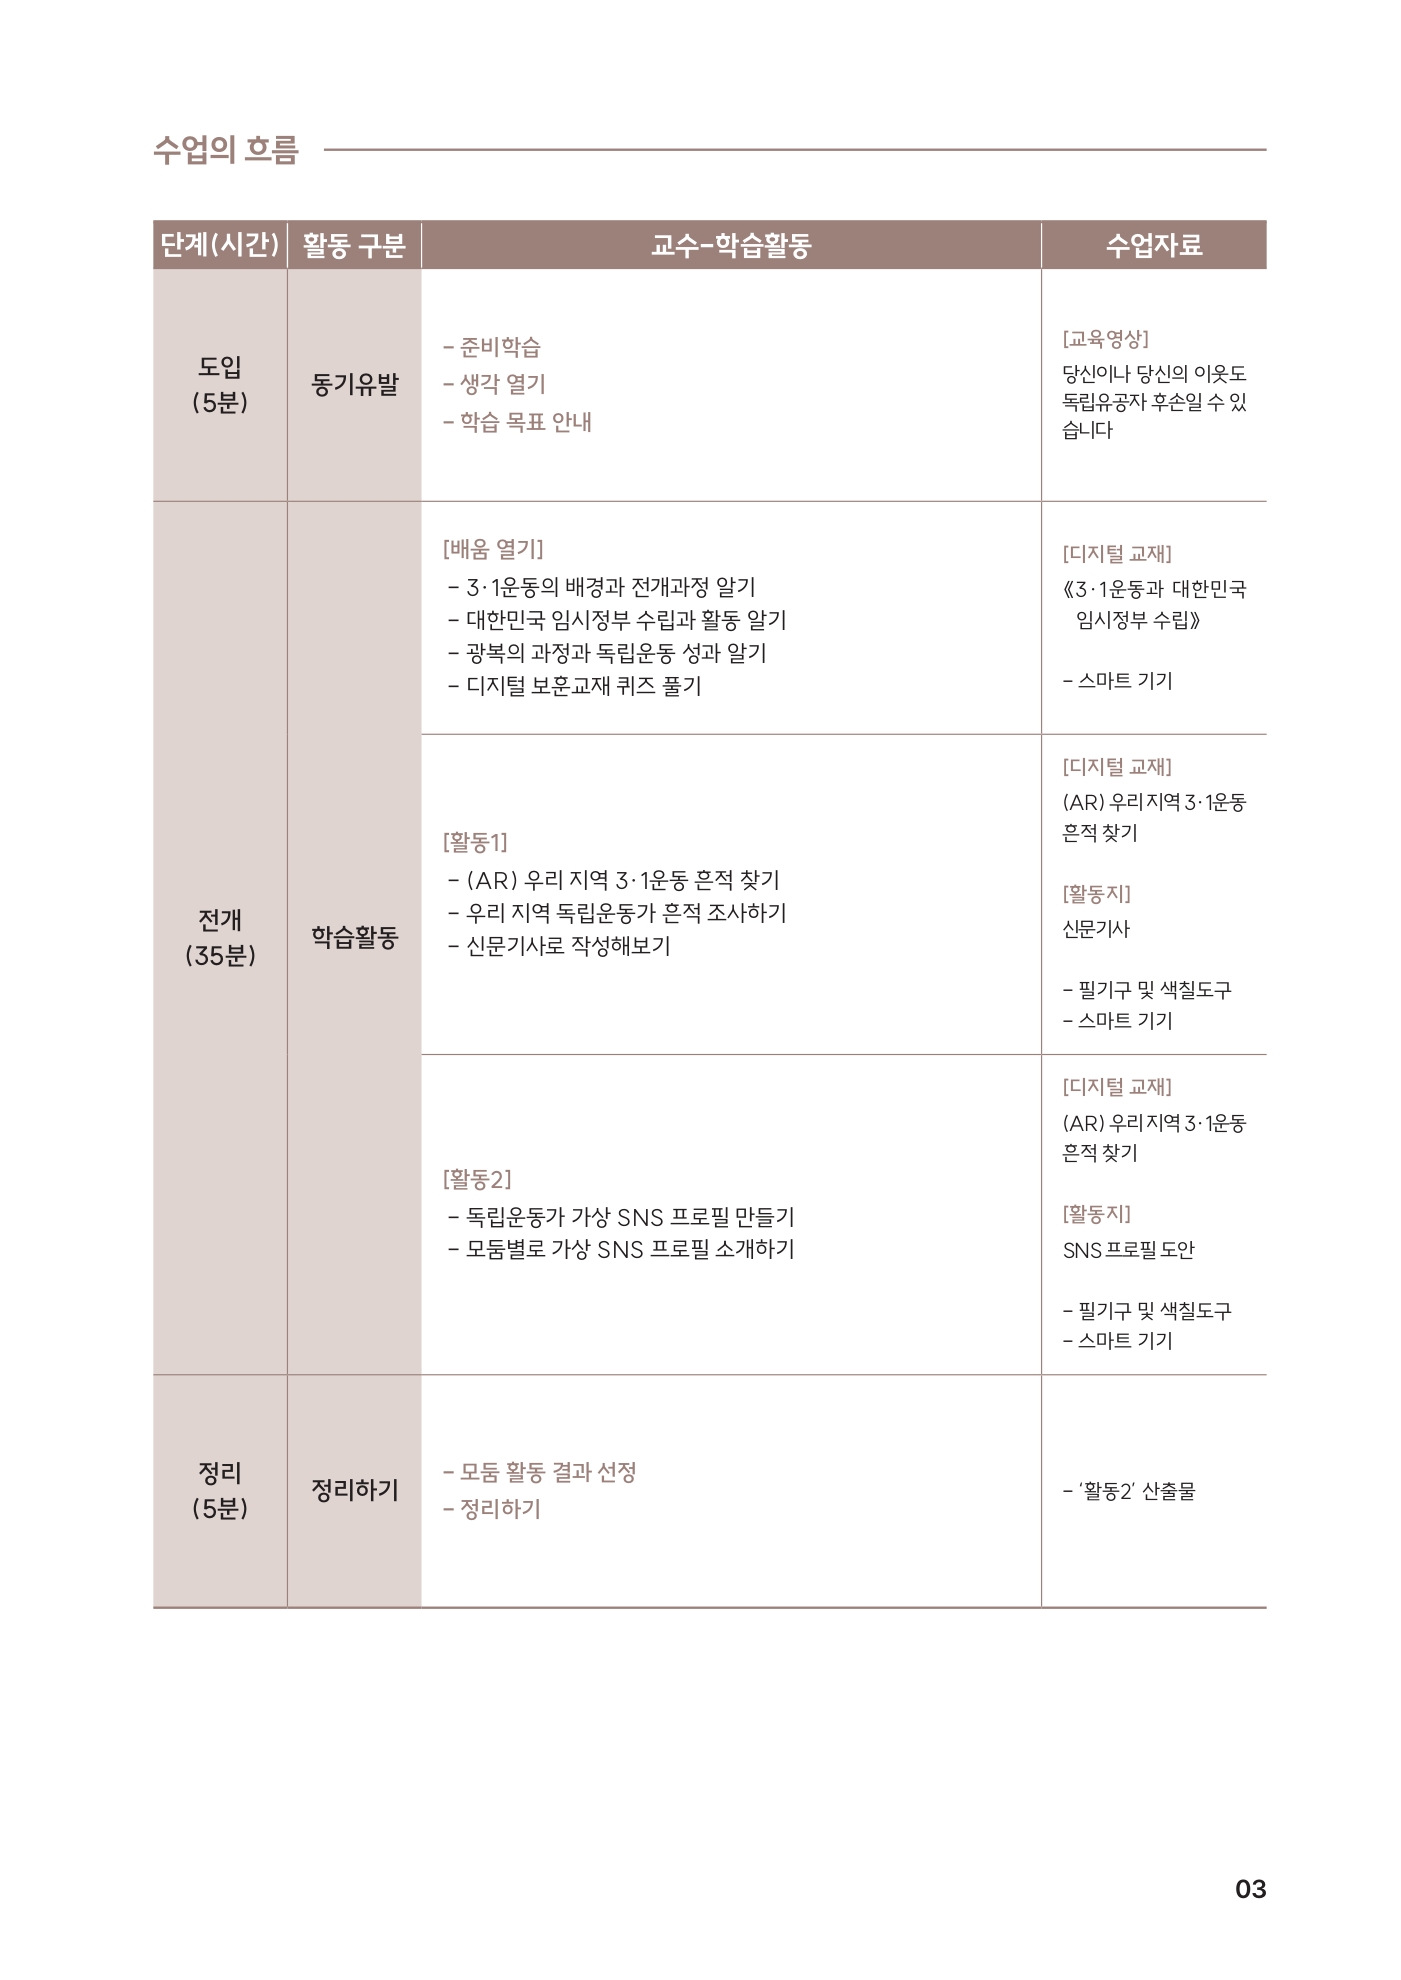 수업의 흐름
단계(시간)
활동 구분
교수-학습활동
수업자료
도입
(5분)
동기유발
- 준비학습
- 생각 열기
- 학습 목표 안내
[교육영상]
당신이나 당신의 이웃도
독립유공자 후손일 수 있
습니다
전개
(35분)
학습활동
[배움 열기]
- 3·1운동의 배경과 전개과정 알기
- 대한민국 임시정부 수립과 활동 알기
- 광복의 과정과 독립운동 성과 알기
- 디지털 보훈교재 퀴즈 풀기
[디지털 교재]
《3·1운동과 대한민국
임시정부 수립》
- 스마트 기기
[활동1]
- (AR) 우리 지역 3·1운동 흔적 찾기
- 우리 지역 독립운동가 흔적 조사하기
- 신문기사로 작성해보기
[디지털 교재]
(AR) 우리 지역 3·1운동
흔적 찾기
[활동지]
신문기사
- 필기구 및 색칠도구
- 스마트 기기
[활동2]
- 독립운동가 가상 SNS 프로필 만들기
- 모둠별로 가상 SNS 프로필 소개하기
[디지털 교재]
(AR) 우리 지역 3·1운동
흔적 찾기
[활동지]
SNS 프로필 도안
- 필기구 및 색칠도구
- 스마트 기기
정리
(5분)
정리하기
- 모둠 활동 결과 선정
- 정리하기
- ‘활동2’ 산출물
03